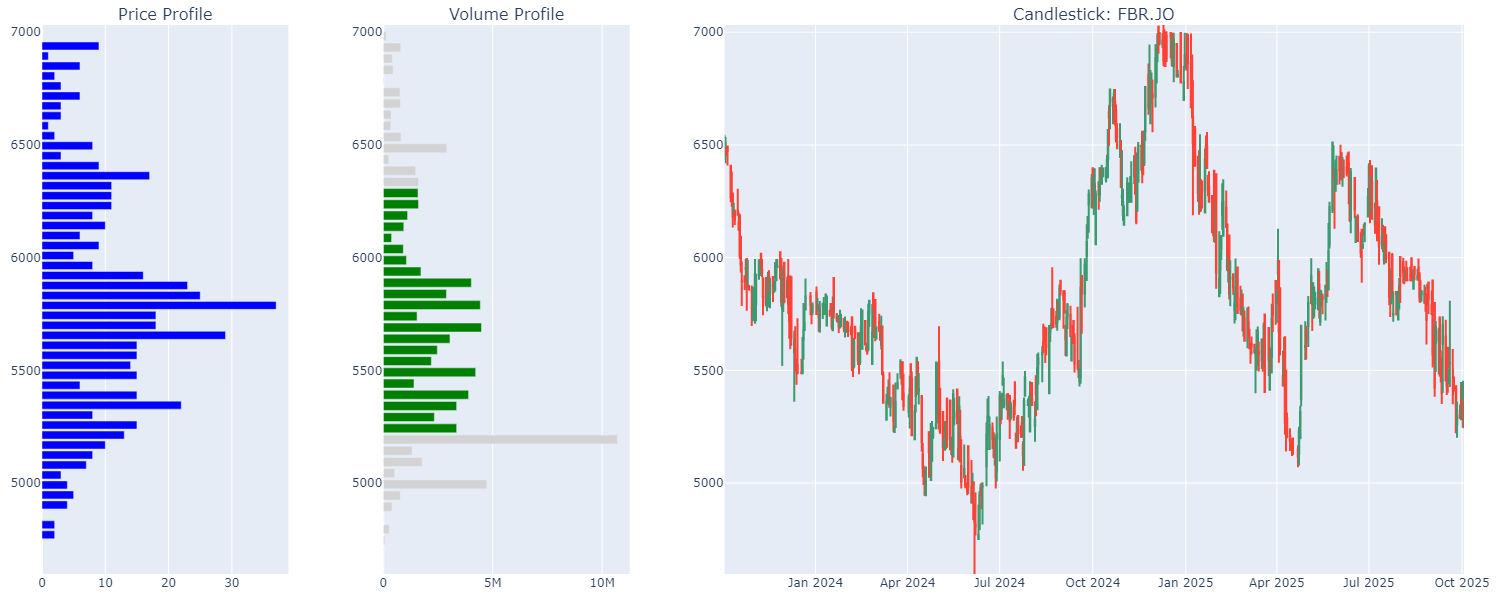 Price Profile
Volume Profile
Candlestick: FBR.JO
7000
6500
6000
5500
5000
0
10
20
30
7000
6500
6000
5500
5000
0
5M
10M
7000
6500
6000
5500
5000
Jan 2024
Apr 2024
Jul 2024
Oct 2024
Jan 2025
Apr 2025
Jul 2025
Oct 2025